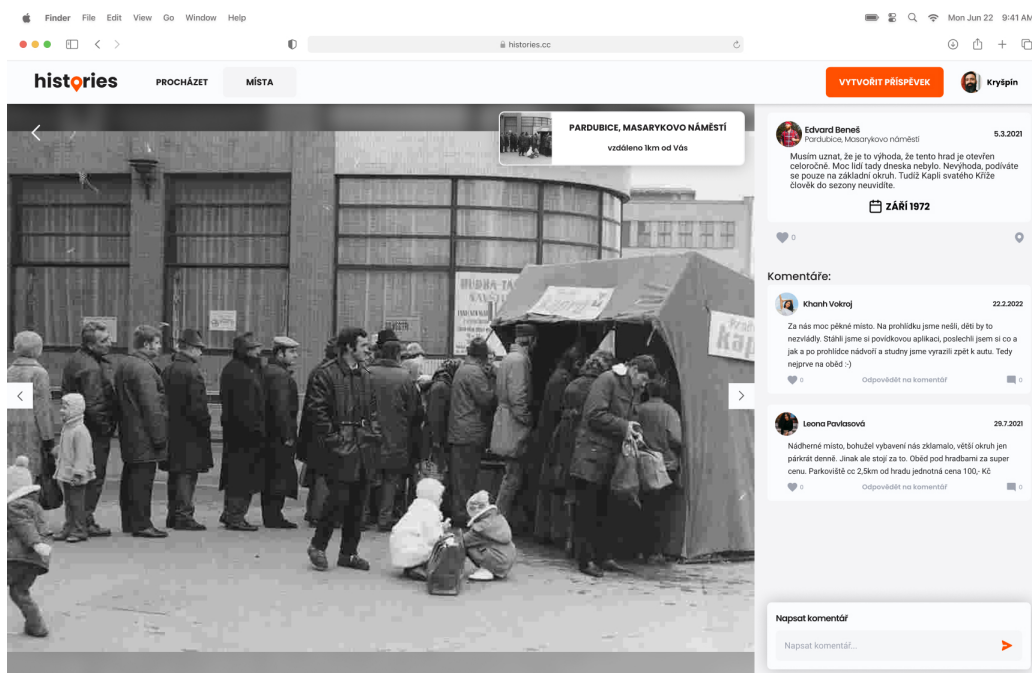 Finder File Edit View Go Window Help
Mon Jun 22 9:41 AM
histories.cc
histories
PROCHÁZET
MÍSTA
VYTVOŘIT PŘÍSPĚVEK
Kryšpín
PARDUBICE, MASARYKOVO NÁMĚSTÍ
vzdáleno 1km od Vás
HUDBA
Edvard Beneš
5.3.2021
Pardubice, Masarykovo náměstí
Musím uznat, že je to výhoda, že tento hrad je otevřen
celoročně. Moc lidí tady dneska nebylo. Nevýhoda, podíváte
se pouze na základní okruh. Tudíž Kapli svatého Kříže
člověk do sezony neuvidíte.
ZÁŘÍ 1972
0
Komentáře:
Khanh Vokroj
22.2.2022
Za nás moc pěkné místo. Na prohlídku jsme nešli, děti by to
nezvládly. Stáhli jsme si povídkovou aplikaci, poslechli jsem si co a
jak a po prohlídce nádvoří a studny jsme vyrazili zpět k autu. Tedy
nejprve na oběd :-)
0 Odpovědět na komentář 0
Leona Pavlasová
29.7.2021
Nádherné místo, bohužel vybavení nás zklamalo, větší okruh jen
párkrát denně. Jinak ale stojí za to. Oběd pod hradbami za super
cenu. Parkoviště cc 2,5km od hradu jednotná cena 100,- Kč
0 Odpovědět na komentář 0
Napsat komentář
Napsat komentář...